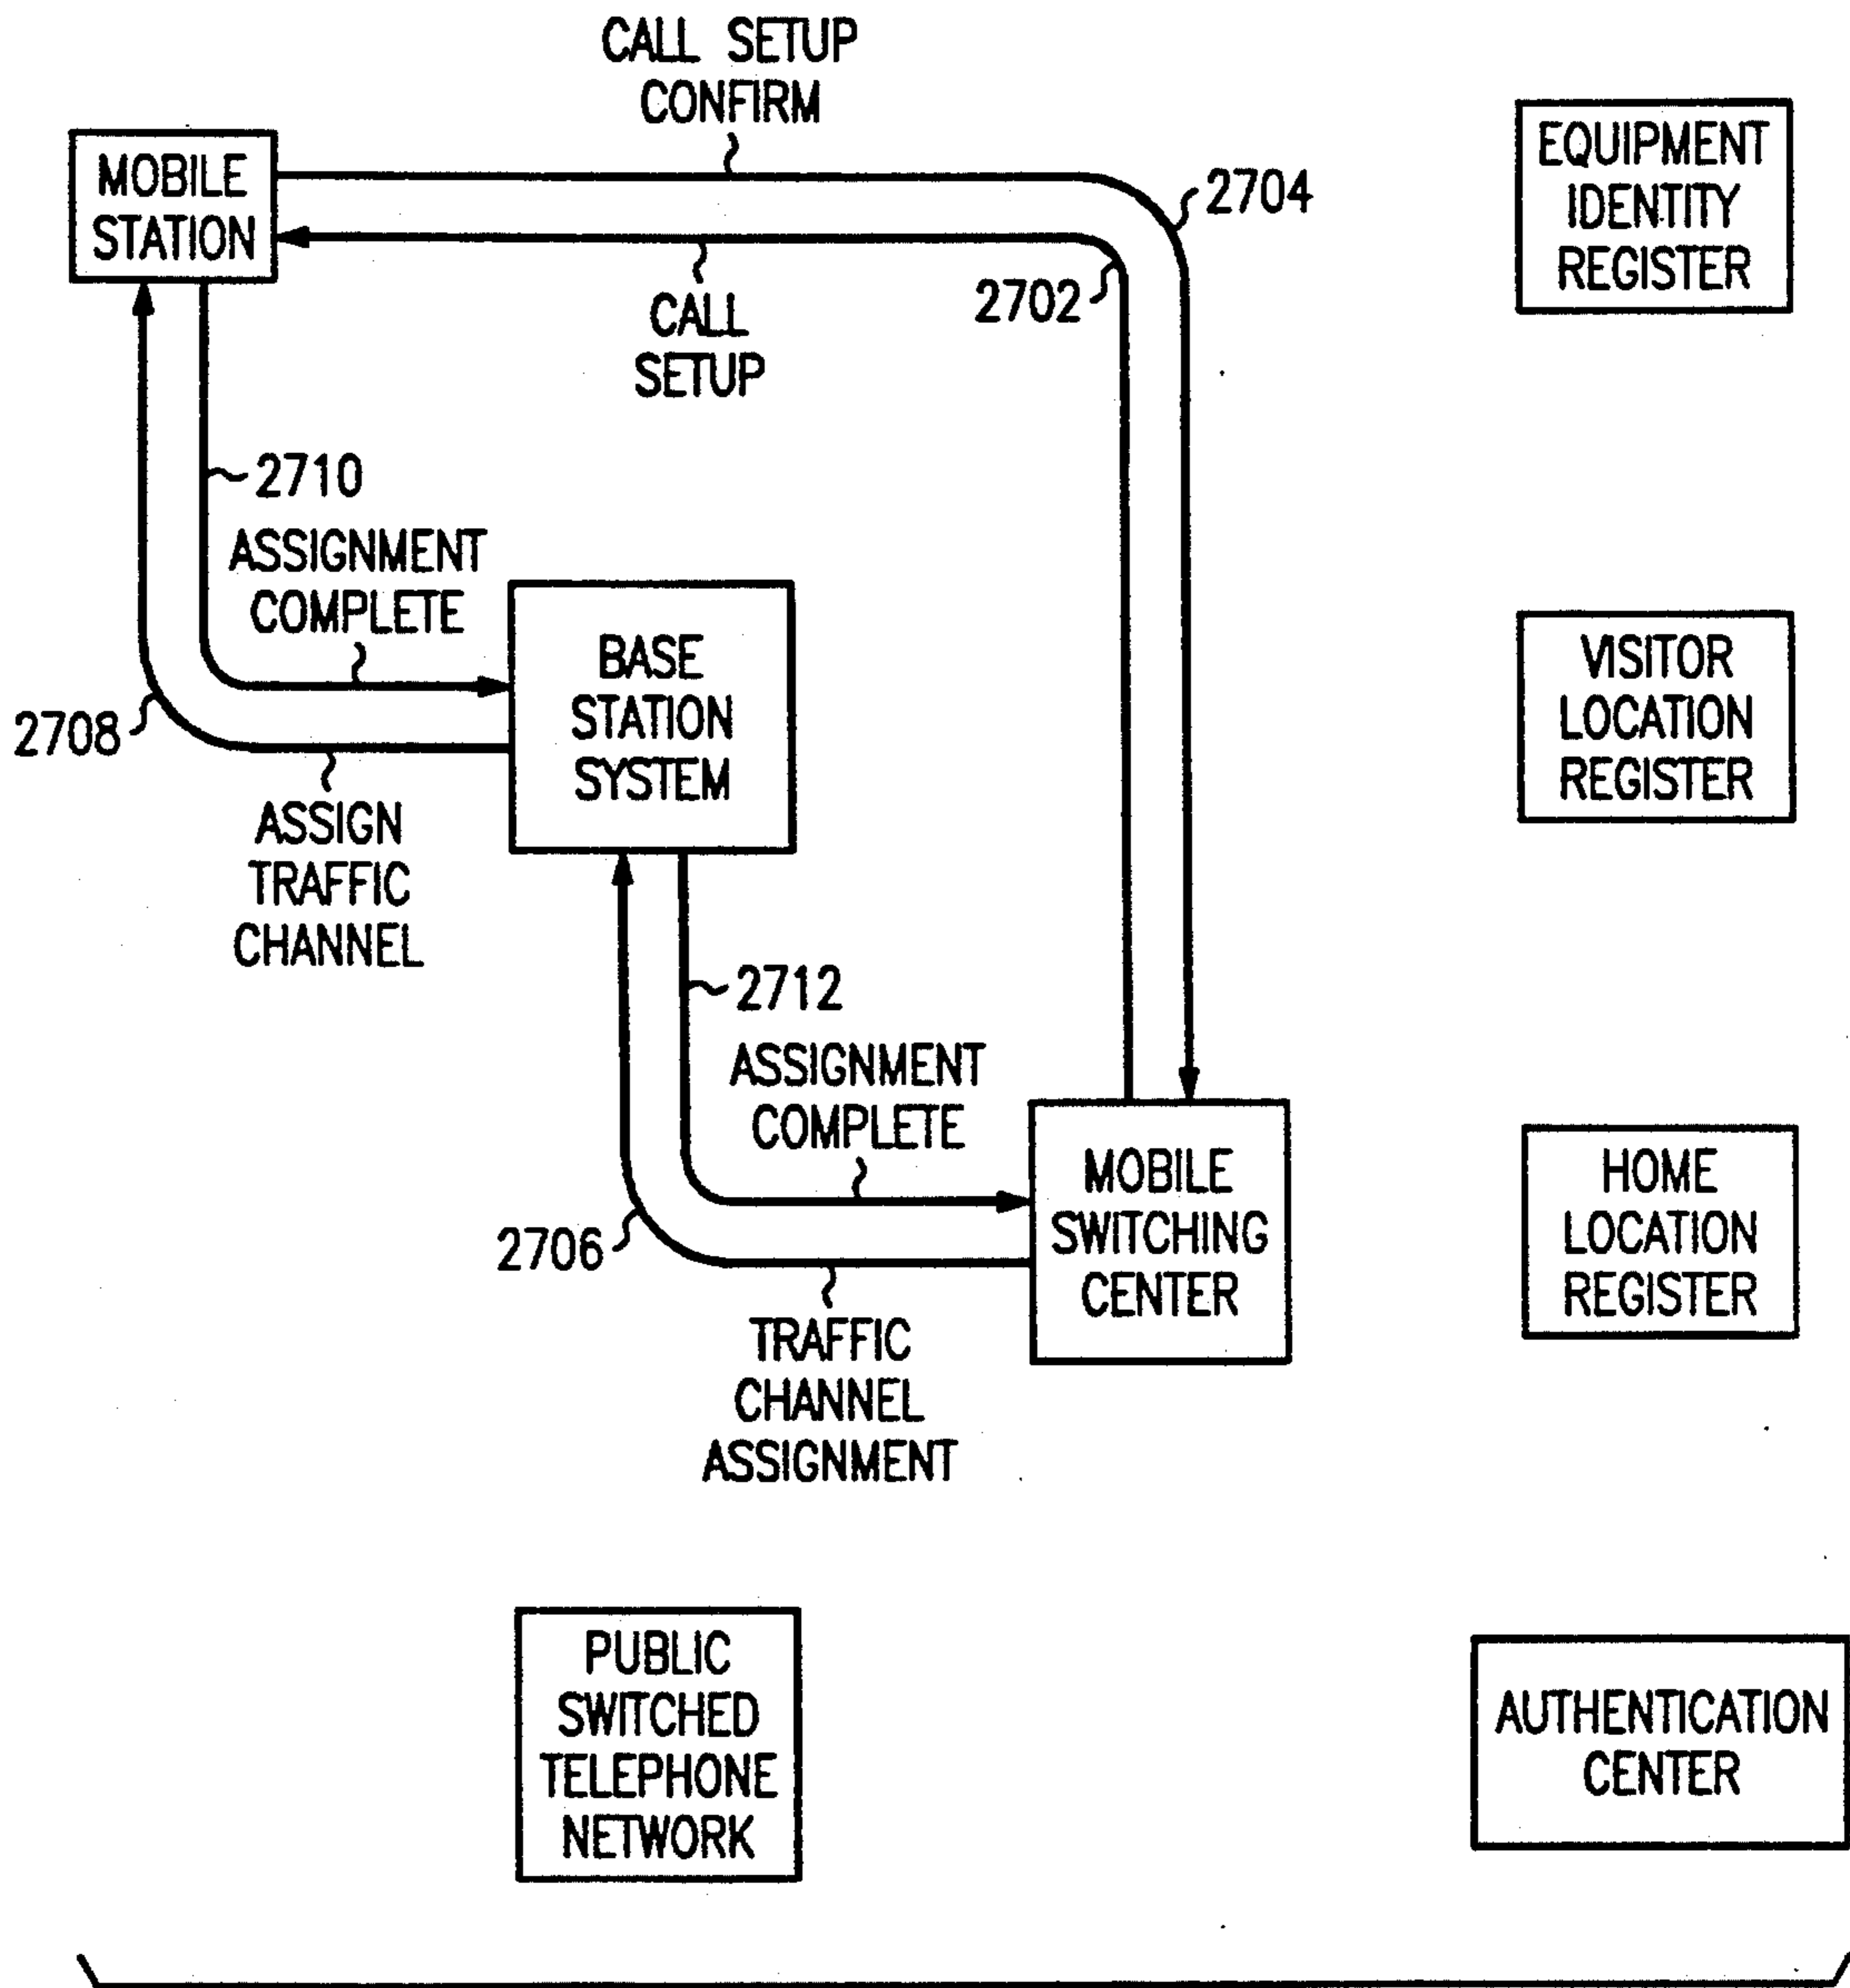 CALL SETUP
CONFIRM
MOBILE
STATION
2704
EQUIPMENT
IDENTITY
REGISTER
2702
CALL
SETUP
2710
ASSIGNMENT
COMPLETE
BASE
STATION
SYSTEM
VISITOR
LOCATION
REGISTER
2708
ASSIGN
TRAFFIC
CHANNEL
2712
ASSIGNMENT
COMPLETE
MOBILE
SWITCHING
CENTER
HOME
LOCATION
REGISTER
2706
TRAFFIC
CHANNEL
ASSIGNMENT
PUBLIC
SWITCHED
TELEPHONE
NETWORK
AUTHENTICATION
CENTER